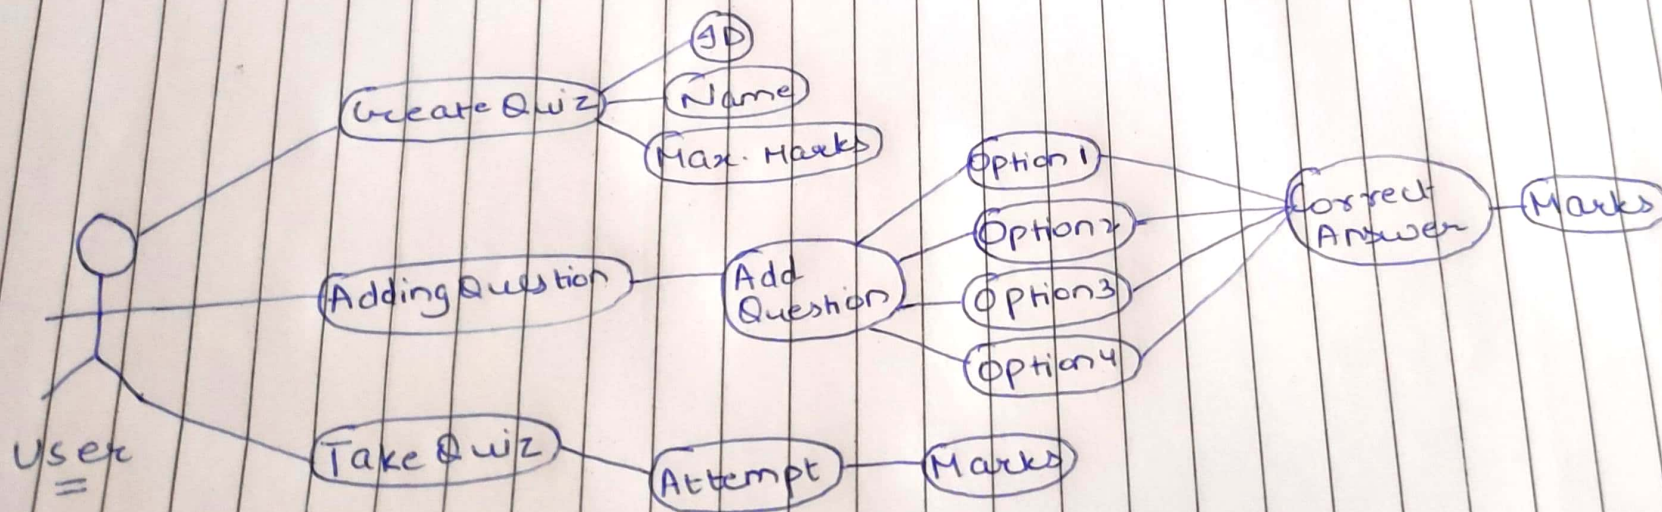 ID
Name
Create Quiz
Max. Marks
Option 1
Option 2
Correct
Answer
Marks
Adding Question
Add
Question
Option 3
Option 4
User
Take Quiz
Attempt
Marks